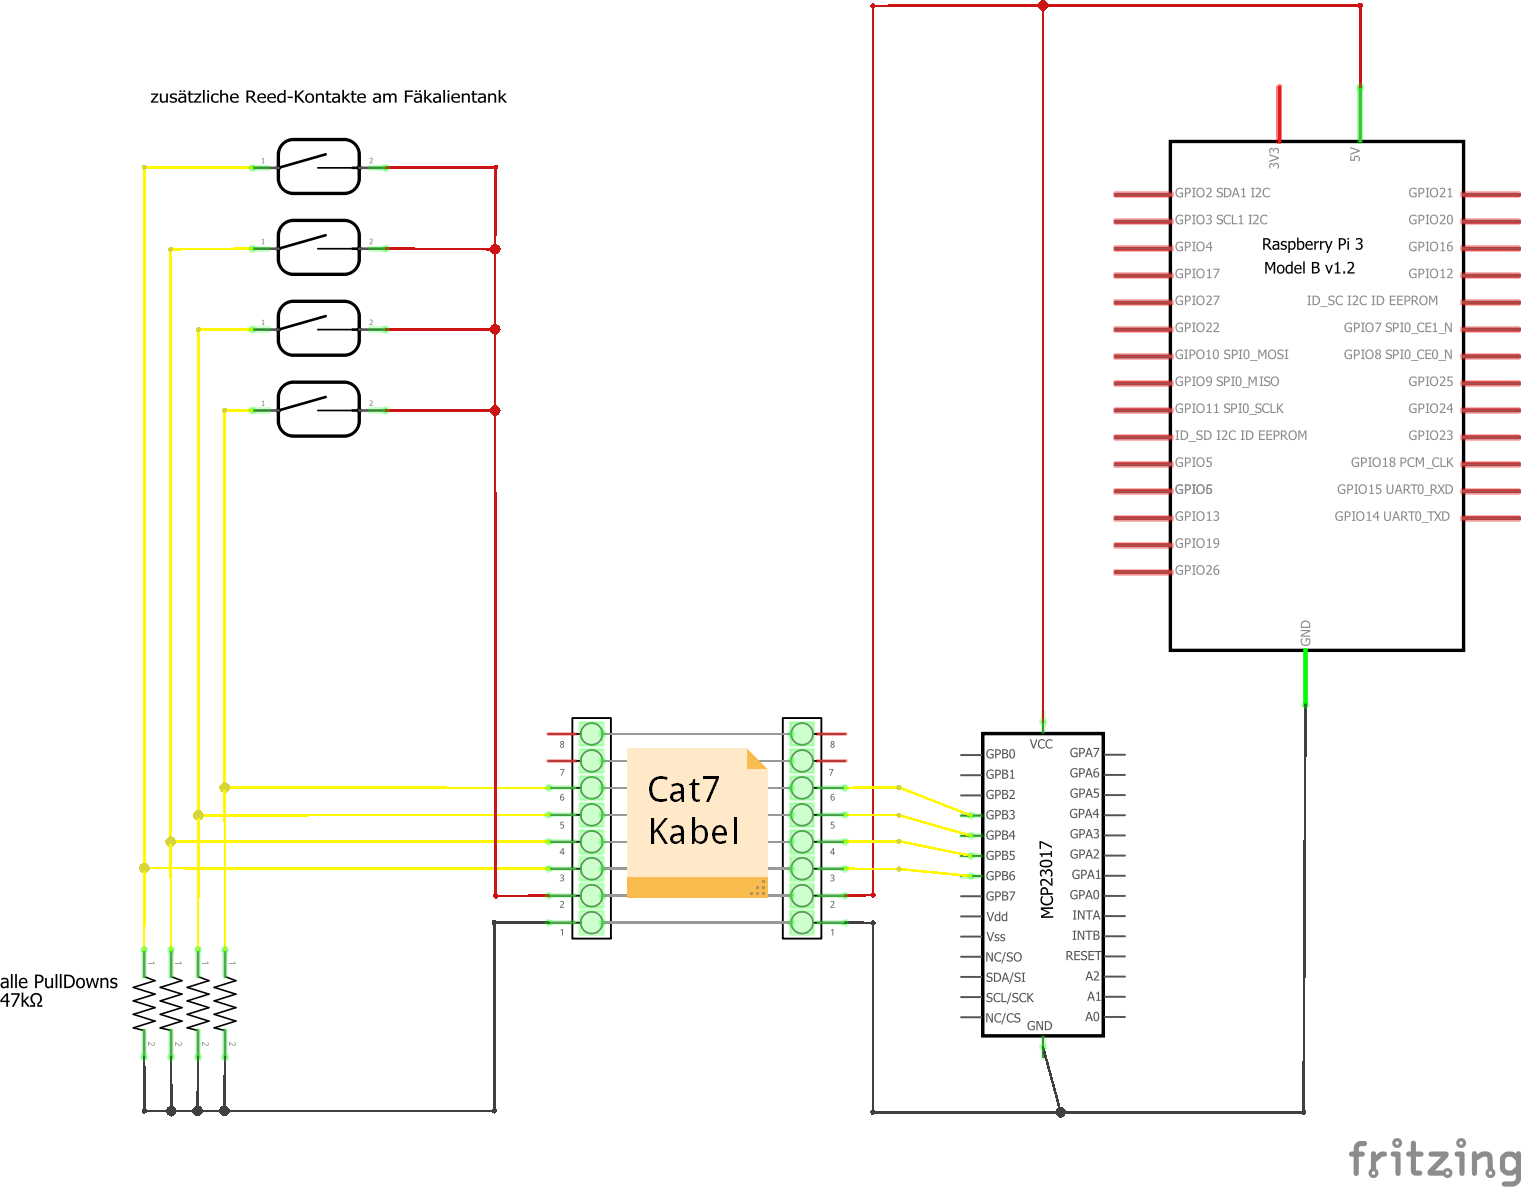 zusätzliche Reed-Kontakte am Fäkalientank
1 2
1 2
1 2
1 2
3V3 5V
GPIO2 SDA1 I2C GPIO21
GPIO3 SCL1 I2C GPIO20
Raspberry Pi 3
Model B v1.2
GPIO4 GPIO16
GPIO17 GPIO12
GPIO27 ID_SC I2C ID EEPROM
GPIO22 GPIO7 SPI0_CE1_N
GIPO10 SPI0_MOSI GPIO8 SPI0_CE0_N
GPIO9 SPI0_MISO GPIO25
GPIO11 SPI0_SCLK GPIO24
ID_SD I2C ID EEPROM GPIO23
GPIO5 GPIO18 PCM_CLK
GPIO6 GPIO15 UART0_RXD
GPIO13 GPIO14 UART0_TXD
GPIO19
GPIO26
GND
8 8
7 7
6 6
5 5
4 4
3 3
2 2
1 1
Cat7
Kabel
VCC
GPB0 GPA7
GPB1 GPA6
GPB2 GPA5
GPB3 GPA4
GPB4 GPA3
GPB5 GPA2
GPB6 GPA1
GPB7 GPA0
Vdd INTA
Vss INTB
NC/SO RESET
SDA/SI A2
SCL/SCK A1
NC/CS A0
GND
MCP23017
1 1 1 1
alle PullDowns
47kΩ
2 2 2 2
fritzing